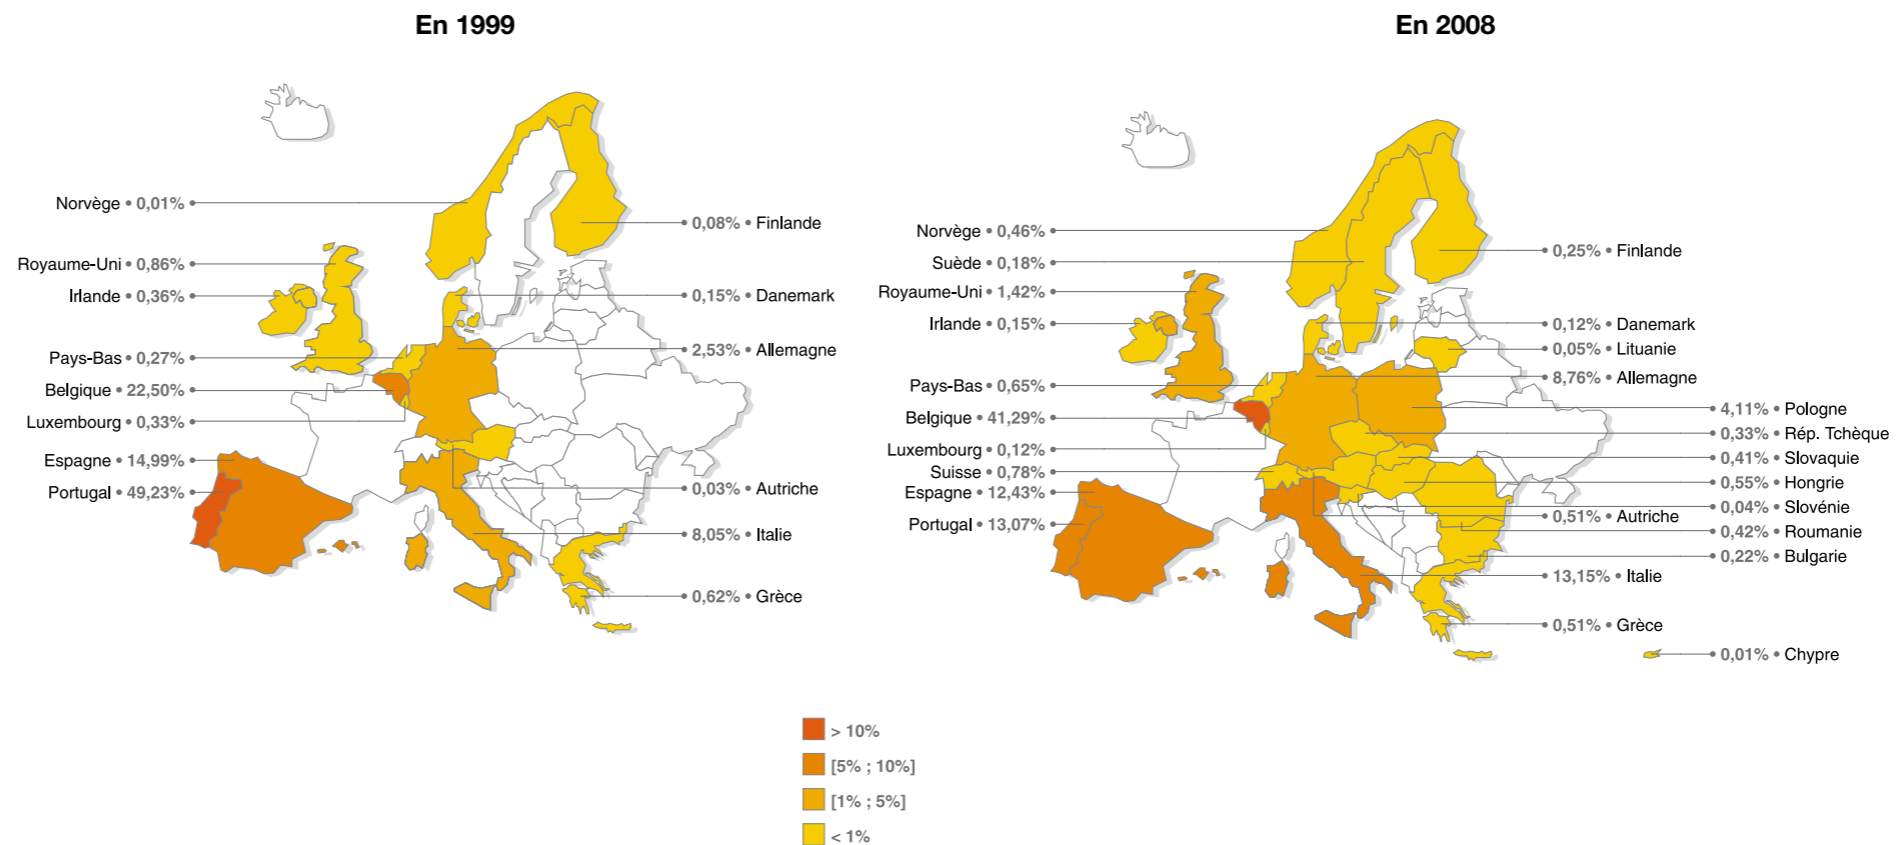 En 1999
Norvège • 0,01%
Royaume-Uni • 0,86%
Irlande • 0,36%
Pays-Bas • 0,27%
Belgique • 22,50%
Luxembourg • 0,33%
Espagne • 14,99%
Portugal • 49,23%
0,08% • Finlande
0,15% • Danemark
2,53% • Allemagne
0,03% • Autriche
8,05% • Italie
0,62% • Grèce
En 2008
Norvège • 0,46%
Suède • 0,18%
Royaume-Uni • 1,42%
Irlande • 0,15%
Pays-Bas • 0,65%
Belgique • 41,29%
Luxembourg • 0,12%
Suisse • 0,78%
Espagne • 12,43%
Portugal • 13,07%
0,25% • Finlande
0,12% • Danemark
0,05% • Lituanie
8,76% • Allemagne
4,11% • Pologne
0,33% • Rép. Tchèque
0,41% • Slovaquie
0,55% • Hongrie
0,04% • Slovénie
0,51% • Autriche
0,42% • Roumanie
0,22% • Bulgarie
13,15% • Italie
0,51% • Grèce
0,01% • Chypre
> 10%
[5% ; 10%]
[1% ; 5%]
< 1%